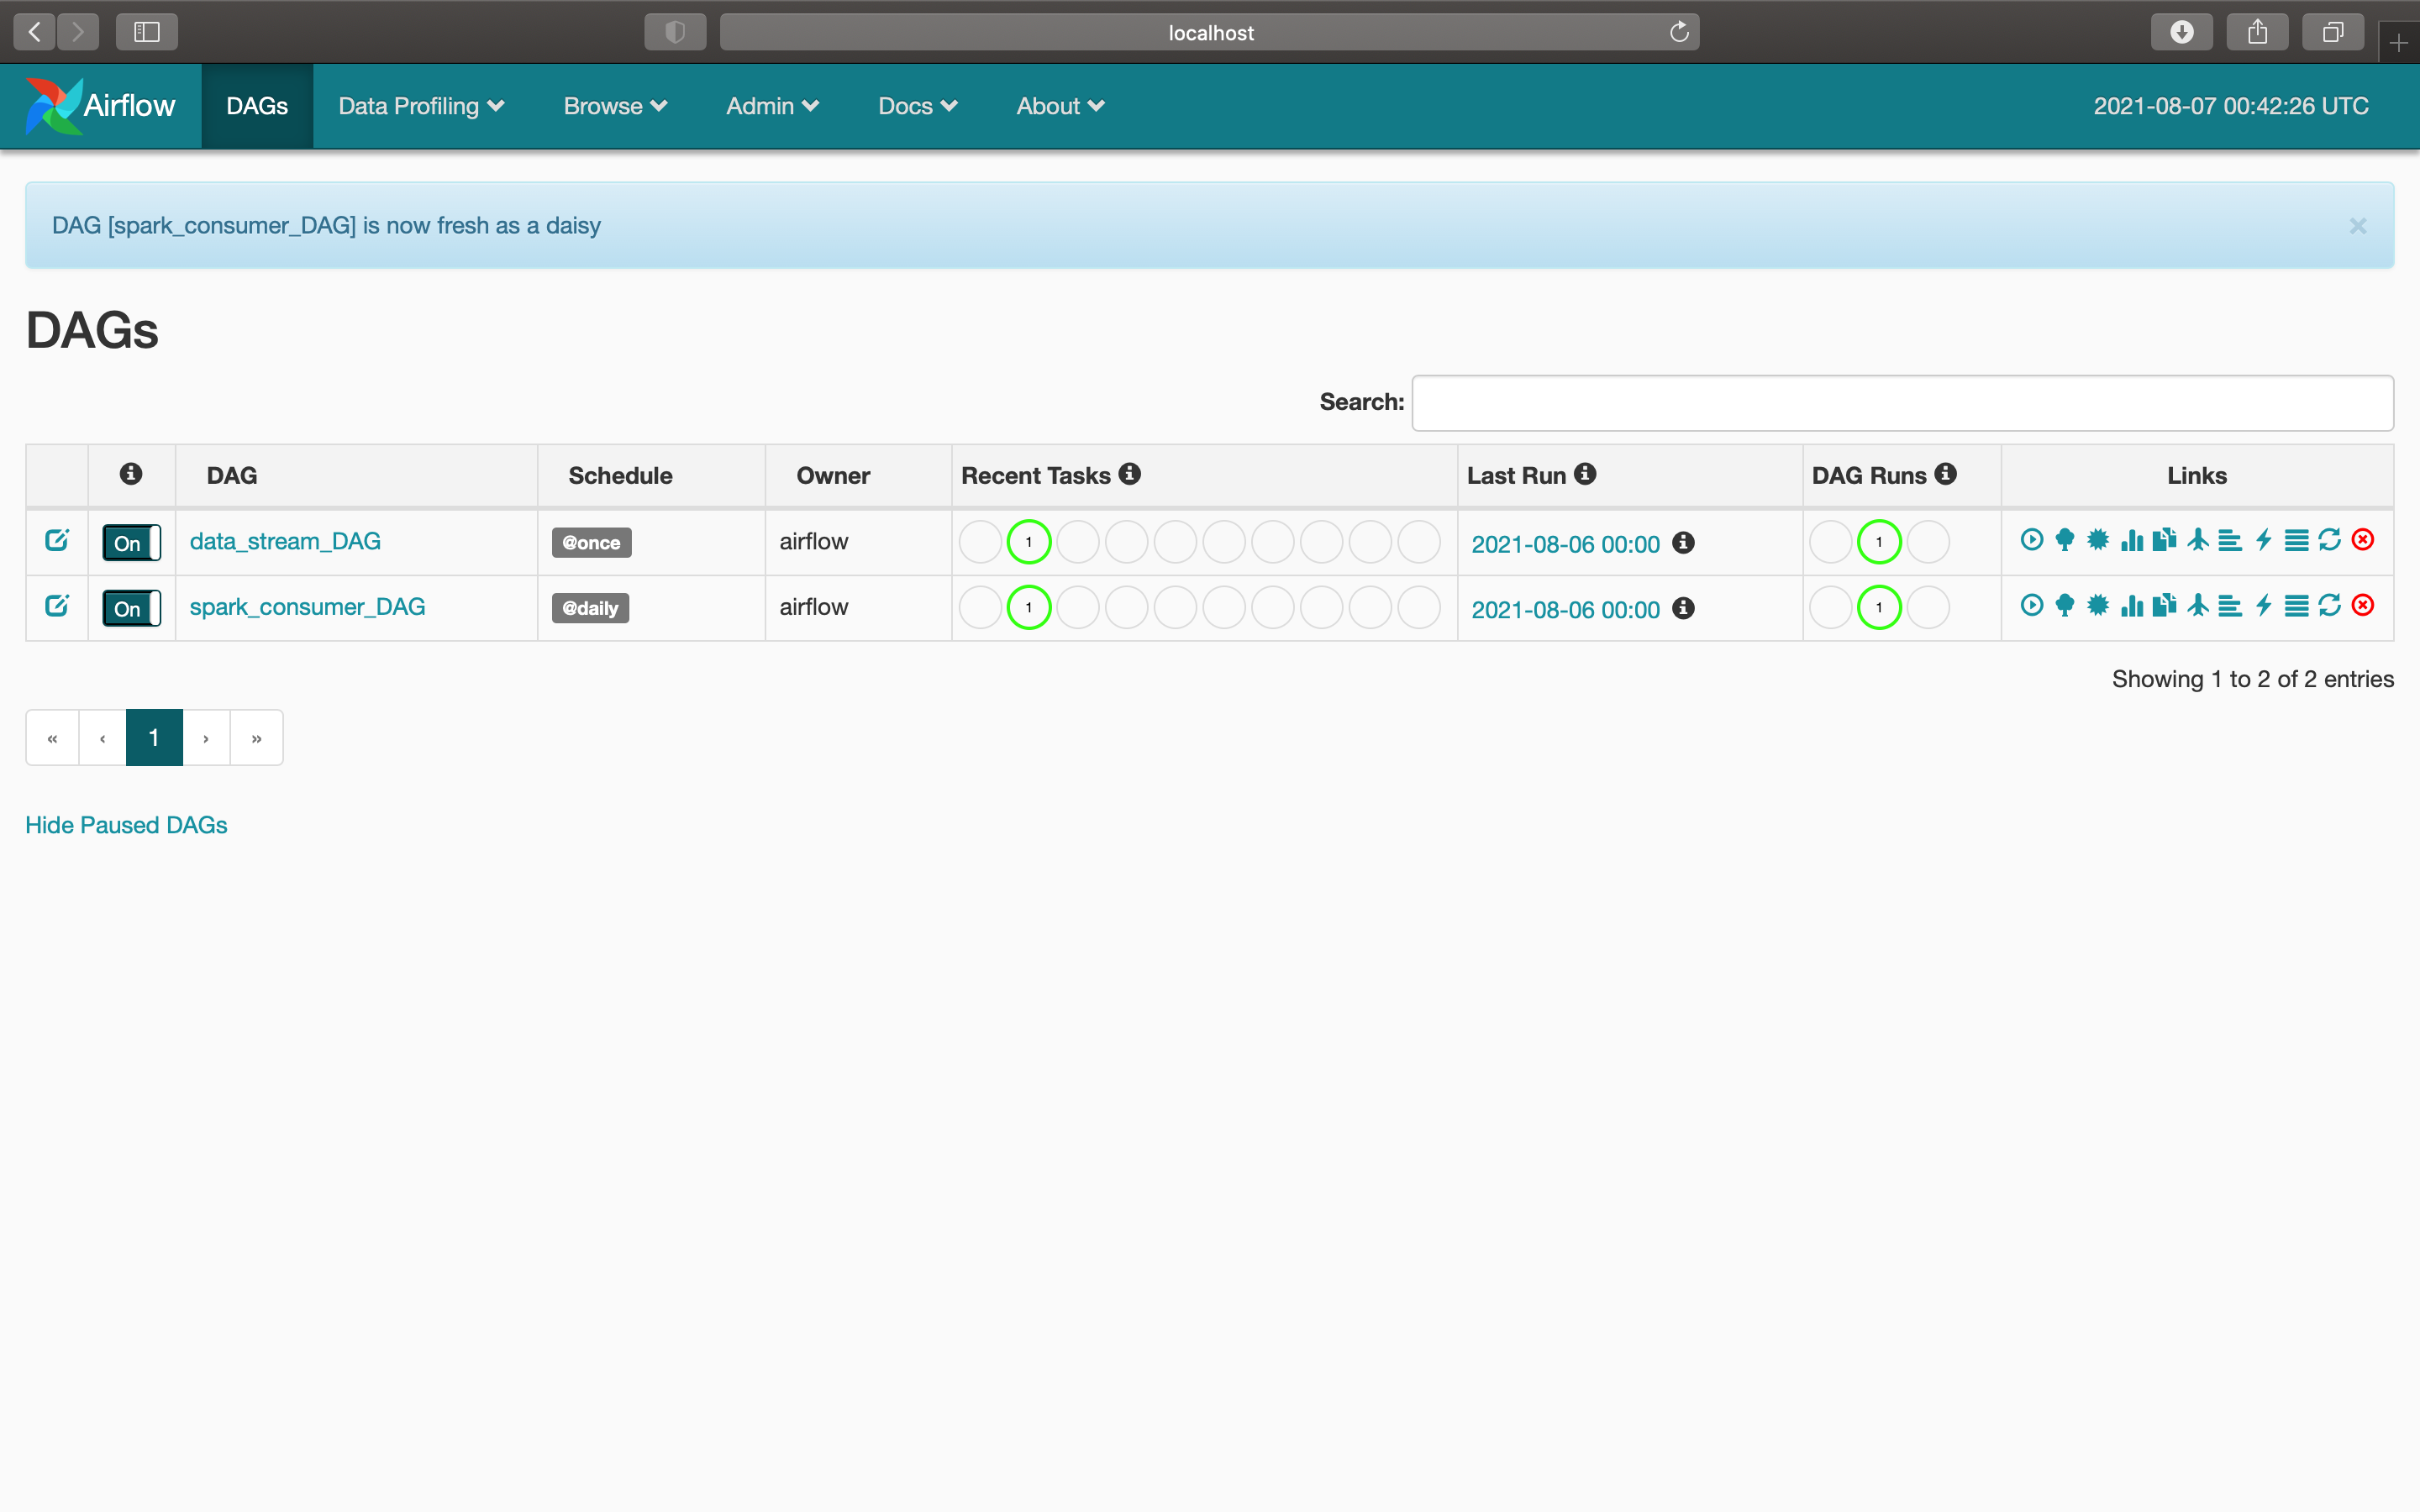 localhost
Airflow DAGs Data Profiling Browse Admin Docs About 2021-08-07 00:42:26 UTC
DAG [spark_consumer_DAG] is now fresh as a daisy ×
DAGs
Search:
DAG Schedule Owner Recent Tasks Last Run DAG Runs Links
On data_stream_DAG @once airflow 1 2021-08-06 00:00 1
On spark_consumer_DAG @daily airflow 1 2021-08-06 00:00 1
Showing 1 to 2 of 2 entries
« ‹ 1 › »
Hide Paused DAGs